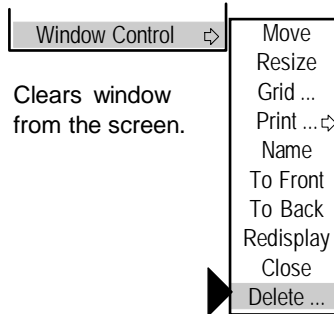 Window Control
Clears window
from the screen.
Move
Resize
Grid ...
Print ...
Name
To Front
To Back
Redisplay
Close
Delete ...